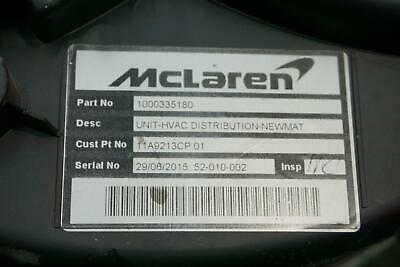 McLaren
Part No 1000335180
Desc UNIT-HVAC DISTRIBUTION-NEWMAT
Cust Pt No 11A9213CP 01
Serial No 29/06/2015 52-010-002 Insp